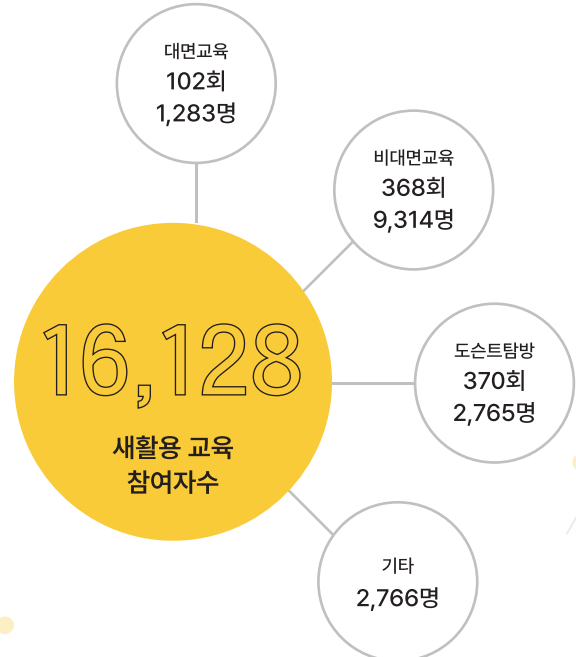 대면교육
102회
1,283명
비대면교육
368회
9,314명
16,128
새활용 교육
참여자수
도슨트탐방
370회
2,765명
기타
2,766명